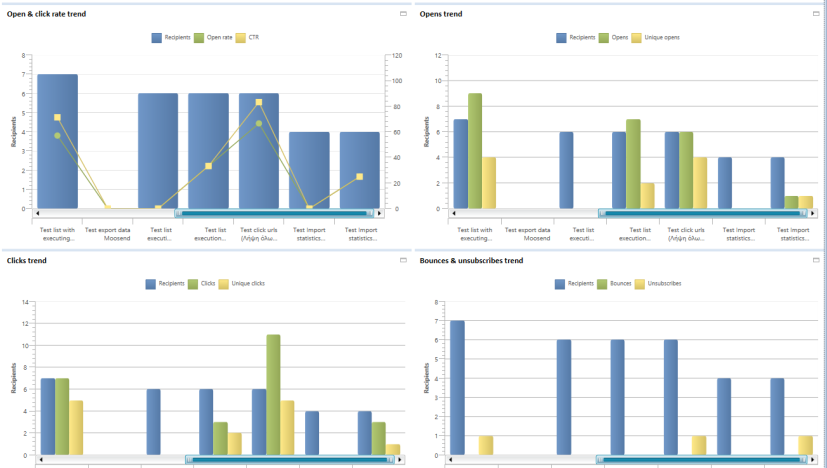 Open & click rate trend
Recipients Open rate CTR
8
7
6
5
4
3
2
1
0
120
100
80
60
40
20
0
Recipients
Test list with executing...
Test export data Moosend
Test list executi...
Test list execution...
Test click urls (Λήψη όλω...
Test Import statistics...
Test Import statistics...
Opens trend
Recipients Opens Unique opens
12
10
8
6
4
2
0
Recipients
Test list with executing...
Test export data Moosend
Test list executi...
Test list execution...
Test click urls (Λήψη όλω...
Test Import statistics...
Test Import statistics...
Clicks trend
Recipients Clicks Unique clicks
14
12
10
8
6
4
2
0
Recipients
Bounces & unsubscribes trend
Recipients Bounces Unsubscribes
8
7
6
5
4
3
2
1
0
Recipients